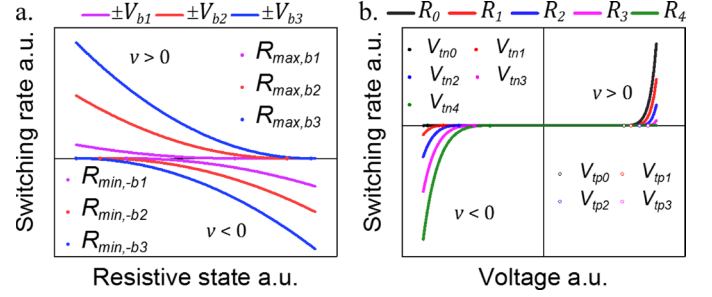 a.
±V_b1 ±V_b2 ±V_b3
Switching rate a.u.
v > 0
R_max,b1
R_max,b2
R_max,b3
R_min,-b1
R_min,-b2
R_min,-b3
v < 0
Resistive state a.u.
b.
R_0 R_1 R_2 R_3 R_4
Switching rate a.u.
V_tn0 V_tn1
V_tn2 V_tn3
V_tn4
v > 0
V_tp0 V_tp1
V_tp2 V_tp3
v < 0
Voltage a.u.